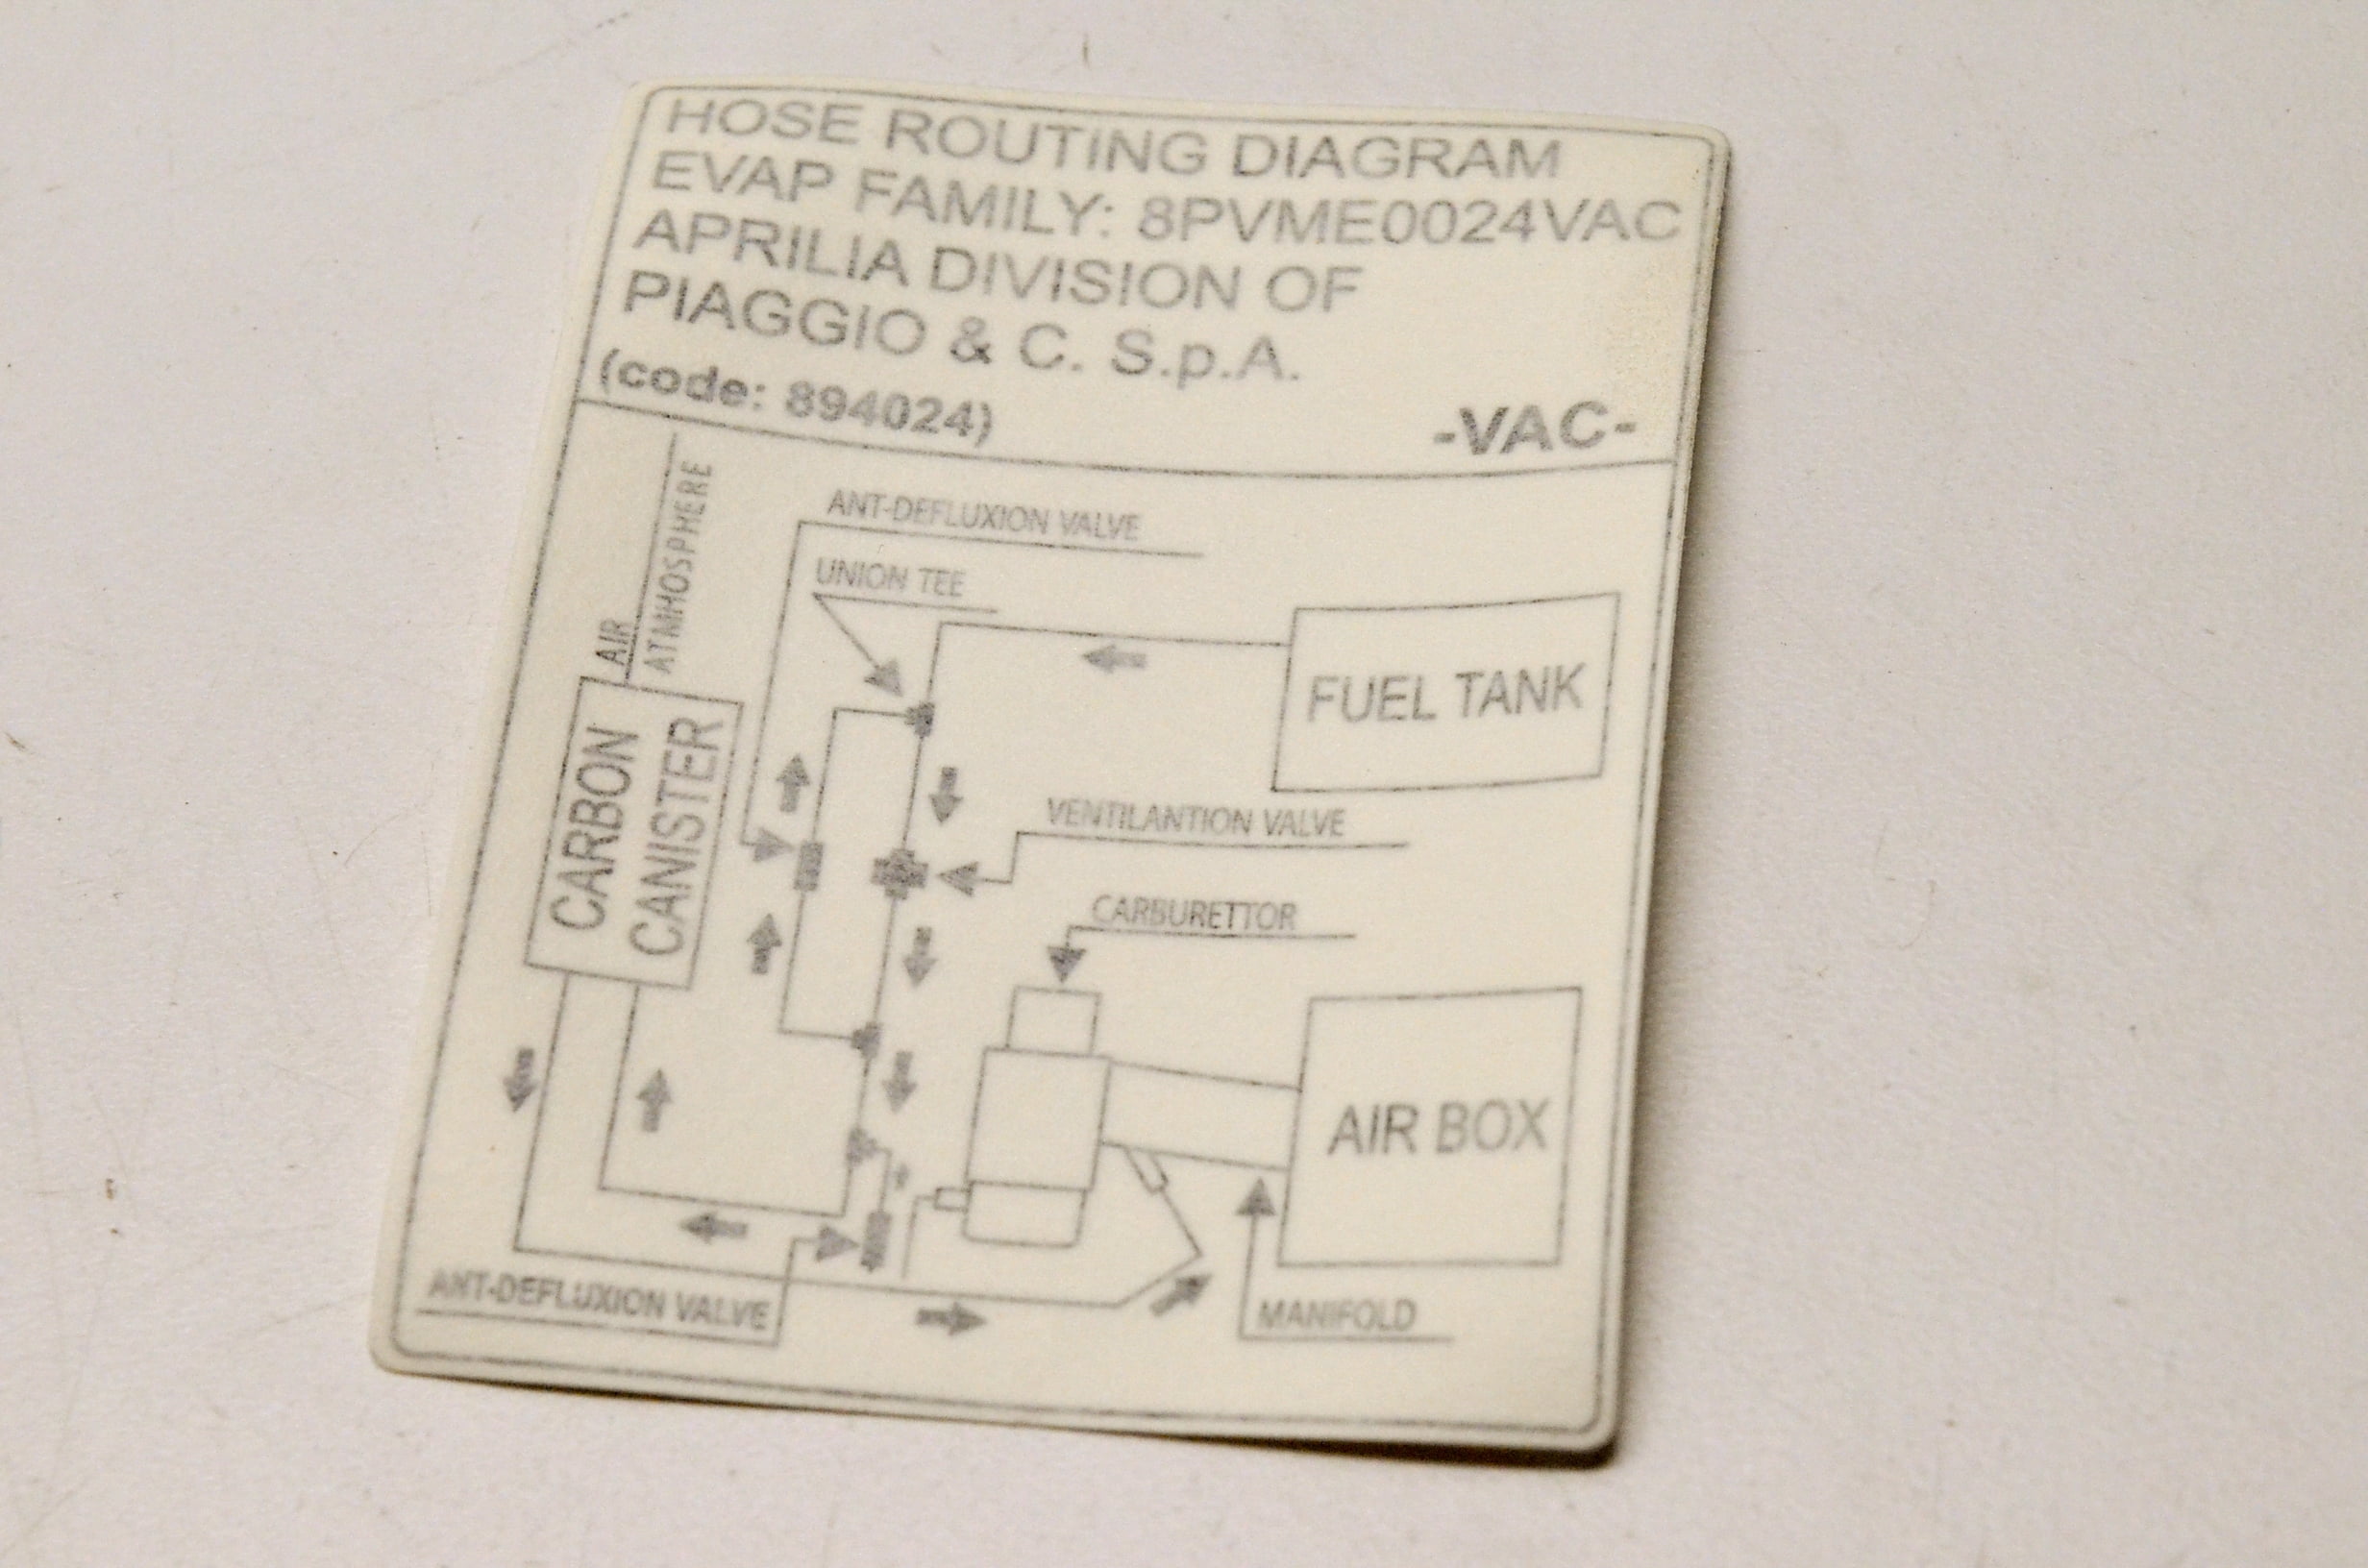 HOSE ROUTING DIAGRAM
EVAP FAMILY: 8PVME0024VAC
APRILIA DIVISION OF
PIAGGIO & C. S.p.A.
(code: 894024)
-VAC-
AIR
ATMHOSPHERE
ANT-DEFLUXION VALVE
UNION TEE
FUEL TANK
CARBON
CANISTER
VENTILANTION VALVE
CARBURETTOR
AIR BOX
ANT-DEFLUXION VALVE
MANIFOLD